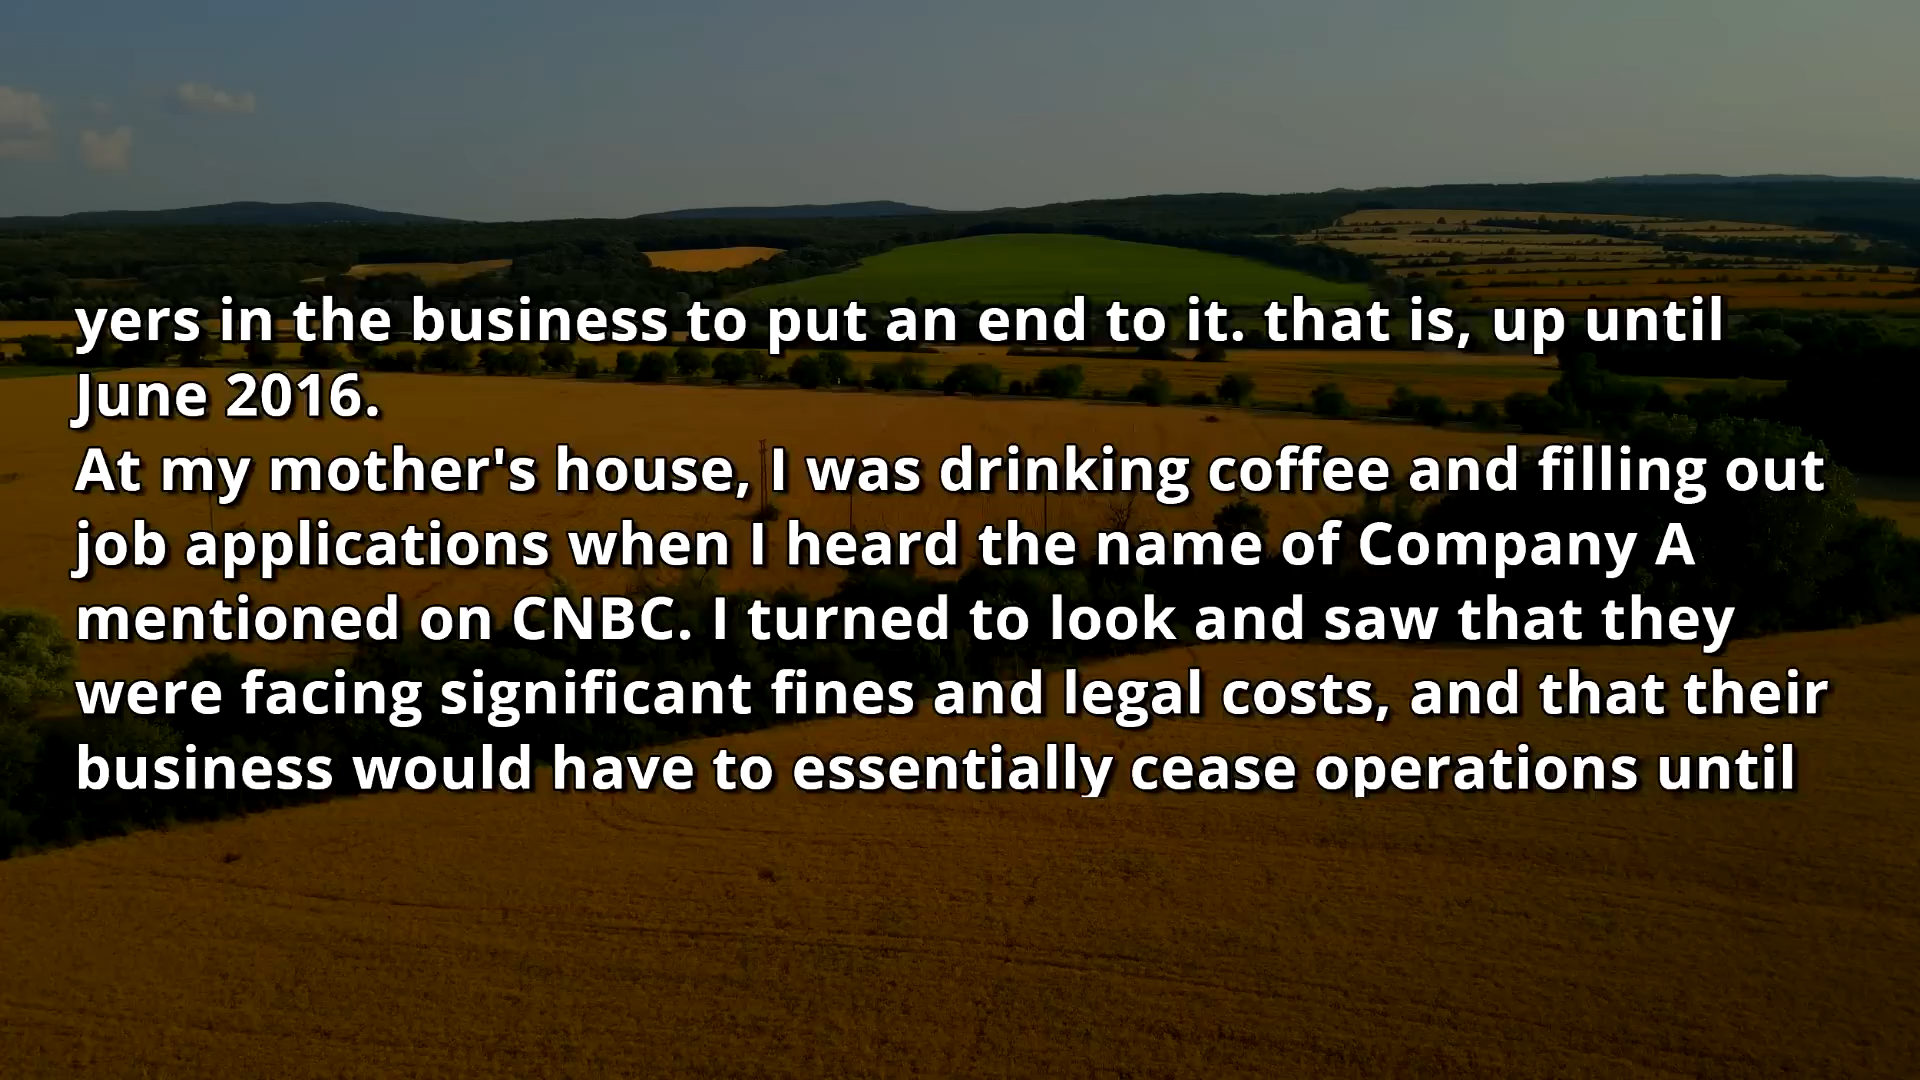 yers in the business to put an end to it. that is, up until
June 2016.
At my mother's house, I was drinking coffee and filling out
job applications when I heard the name of Company A
mentioned on CNBC. I turned to look and saw that they
were facing significant fines and legal costs, and that their
business would have to essentially cease operations until